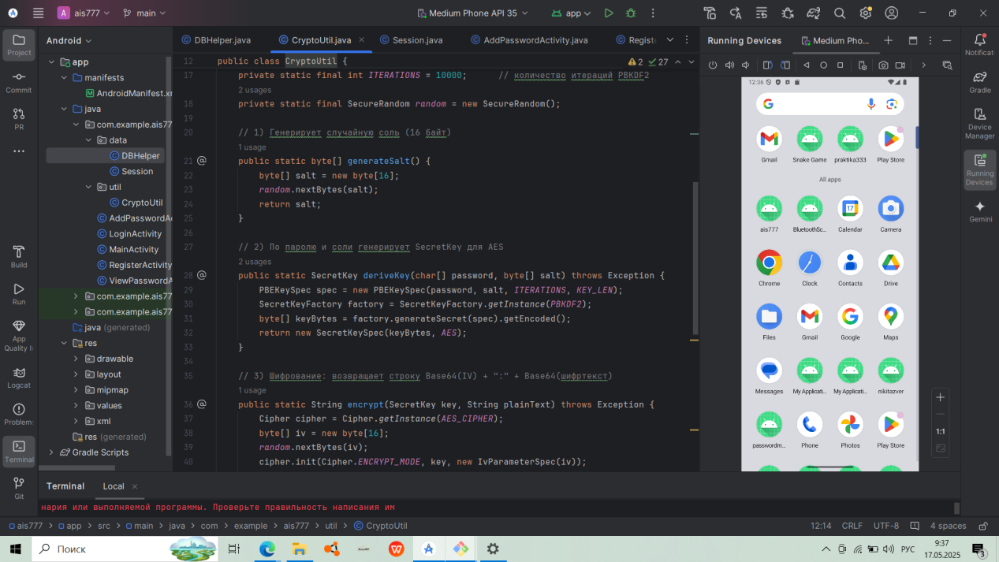 A ais777
main
Medium Phone API 35
app
Android
DBHelper.java
CryptoUtil.java
Session.java
AddPasswordActivity.java
Regist
Running Devices
Medium Pho...
Project
Commit
PR
Build
Run
App
Quality I:
Logcat
Problem:
Terminal
Git
app
manifests
AndroidManifest.xr
java
com.example.ais77
data
DBHelper
Session
util
CryptoUtil
AddPasswordA
LoginActivity
MainActivity
RegisterActivity
ViewPasswordA
com.example.ais77
com.example.ais77
java (generated)
res
drawable
layout
mipmap
values
xml
res (generated)
Gradle Scripts
2 27
12 public class CryptoUtil {
17 private static final int ITERATIONS = 10000; // количество итераций PBKDF2
2 usages
18 private static final SecureRandom random = new SecureRandom();
19
20 // 1) Генерирует случайную соль (16 байт)
1 usage
21 @ public static byte[] generateSalt() {
22 byte[] salt = new byte[16];
23 random.nextBytes(salt);
24 return salt;
25 }
26
27 // 2) По паролю и соли генерирует SecretKey для AES
2 usages
28 @ public static SecretKey deriveKey(char[] password, byte[] salt) throws Exception {
29 PBEKeySpec spec = new PBEKeySpec(password, salt, ITERATIONS, KEY_LEN);
30 SecretKeyFactory factory = SecretKeyFactory.getInstance(PBKDF2);
31 byte[] keyBytes = factory.generateSecret(spec).getEncoded();
32 return new SecretKeySpec(keyBytes, AES);
33 }
34
35 // 3) Шифрование: возвращает строку Base64(IV) + ":" + Base64(шифртекст)
1 usage
36 @ public static String encrypt(SecretKey key, String plainText) throws Exception {
37 Cipher cipher = Cipher.getInstance(AES_CIPHER);
38 byte[] iv = new byte[16];
39 random.nextBytes(iv);
40 cipher.init(Cipher.ENCRYPT_MODE, key, new IvParameterSpec(iv));
12:36
Gmail Snake Game praktika333 Play Store
All apps
17
ais777 BluetoothSc... Calendar Camera
Chrome Clock Contacts Drive
Files Gmail Google Maps
Messages My Applicati... My Applicati... nikitazver
passwordm... Phone Photos Play Store
1:1
Notificat
Gradle
Device
Manager
Running
Devices
Gemini
Terminal
Local
нария или выполняемой программы. Проверьте правильность написания им
ais777 > app > src > main > java > com > example > ais777 > util > CryptoUtil
12:14 CRLF UTF-8 4 spaces
Поиск
РУС
9:37
17.05.2025
3